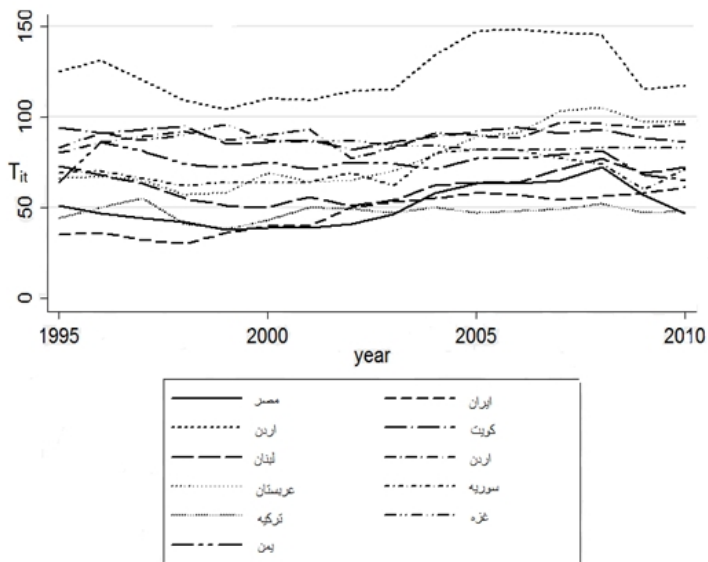 150
100
50
0
T_it
1995 2000 2005 2010
year
مصر ایران
اردن کویت
لبنان اردن
عربستان سوریه
ترکیه غزه
یمن